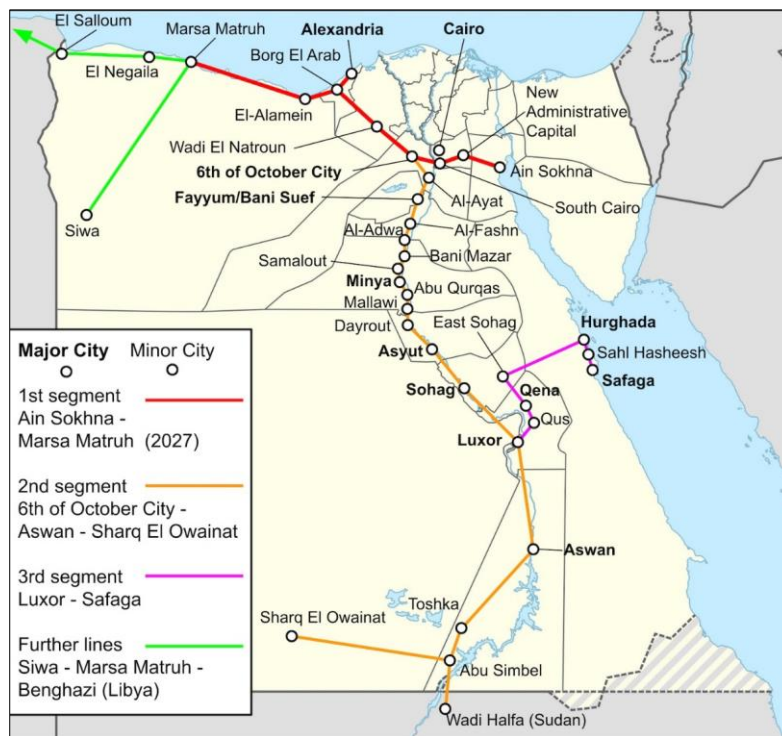 El Salloum
Marsa Matruh
Alexandria
Cairo
Borg El Arab
El Negaila
New
Administrative
Capital
El-Alamein
Wadi El Natroun
6th of October City
Ain Sokhna
Fayyum/Bani Suef
Al-Ayat
South Cairo
Siwa
Al-Adwa
Al-Fashn
Samalout
Bani Mazar
Minya
Abu Qurqas
Mallawi
Dayrout
East Sohag
Hurghada
Asyut
Sahl Hasheesh
Sohag
Qena
Safaga
Qus
Luxor
Aswan
Toshka
Sharq El Owainat
Abu Simbel
Wadi Halfa (Sudan)
Major City Minor City
1st segment
Ain Sokhna -
Marsa Matruh (2027)
2nd segment
6th of October City -
Aswan - Sharq El Owainat
3rd segment
Luxor - Safaga
Further lines
Siwa - Marsa Matruh -
Benghazi (Libya)